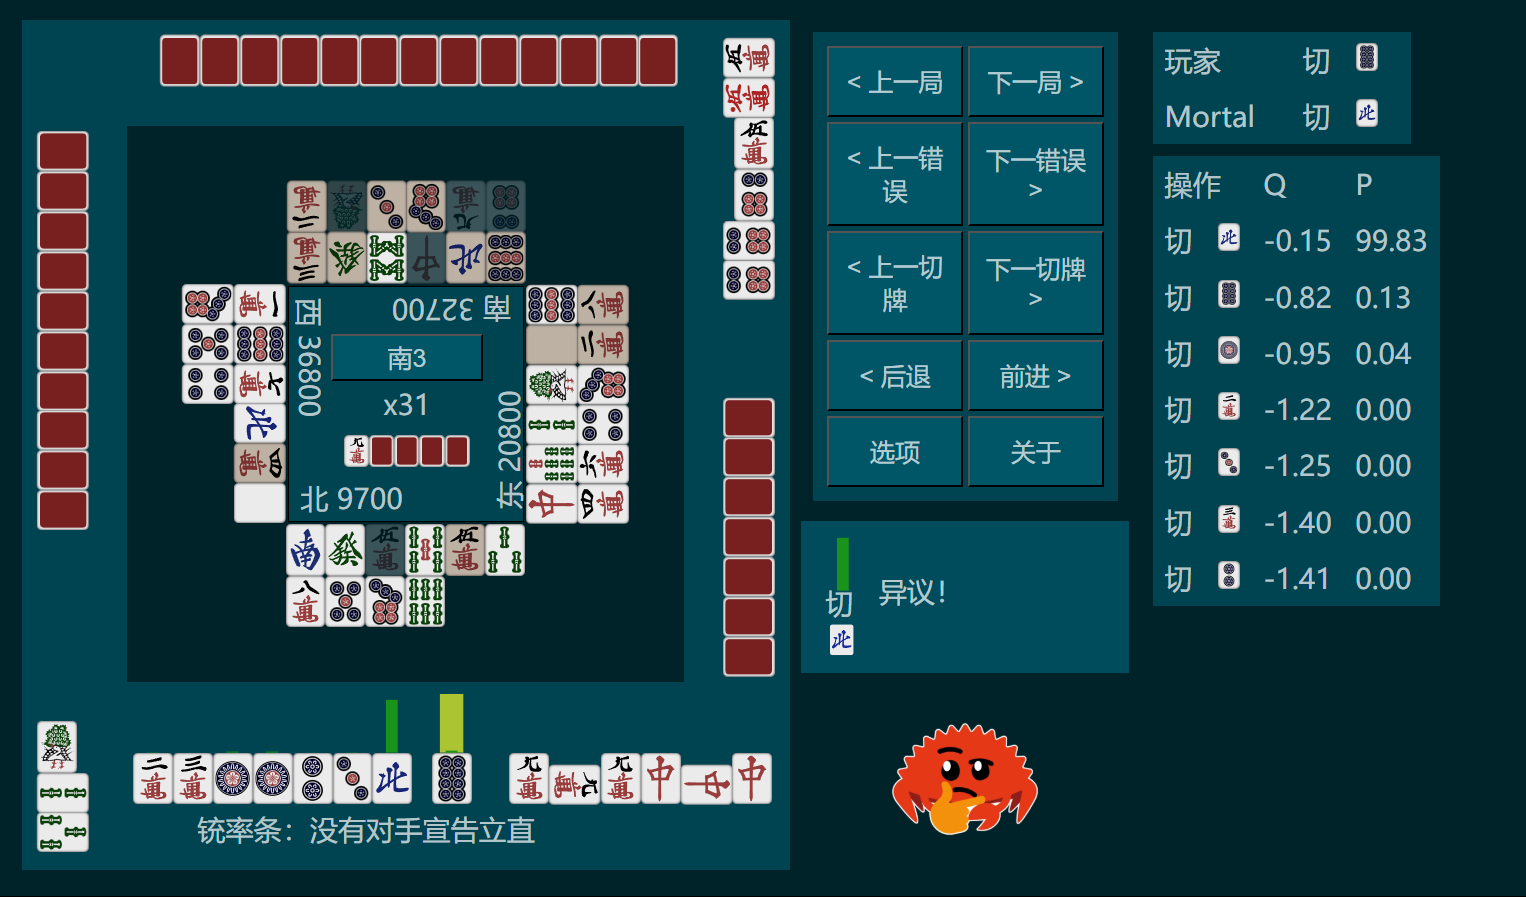 < 上一局
下一局 >
< 上一错
误
下一错误
>
< 上一切
牌
下一切牌
>
< 后退
前进 >
选项
关于
玩家 切
Mortal 切
操作 Q P
切 -0.15 99.83
切 -0.82 0.13
切 -0.95 0.04
切 -1.22 0.00
切 -1.25 0.00
切 -1.40 0.00
切 -1.41 0.00
南 32700
西 36800
南3
x31
东 20800
北 9700
切
异议!
铳率条：没有对手宣告立直